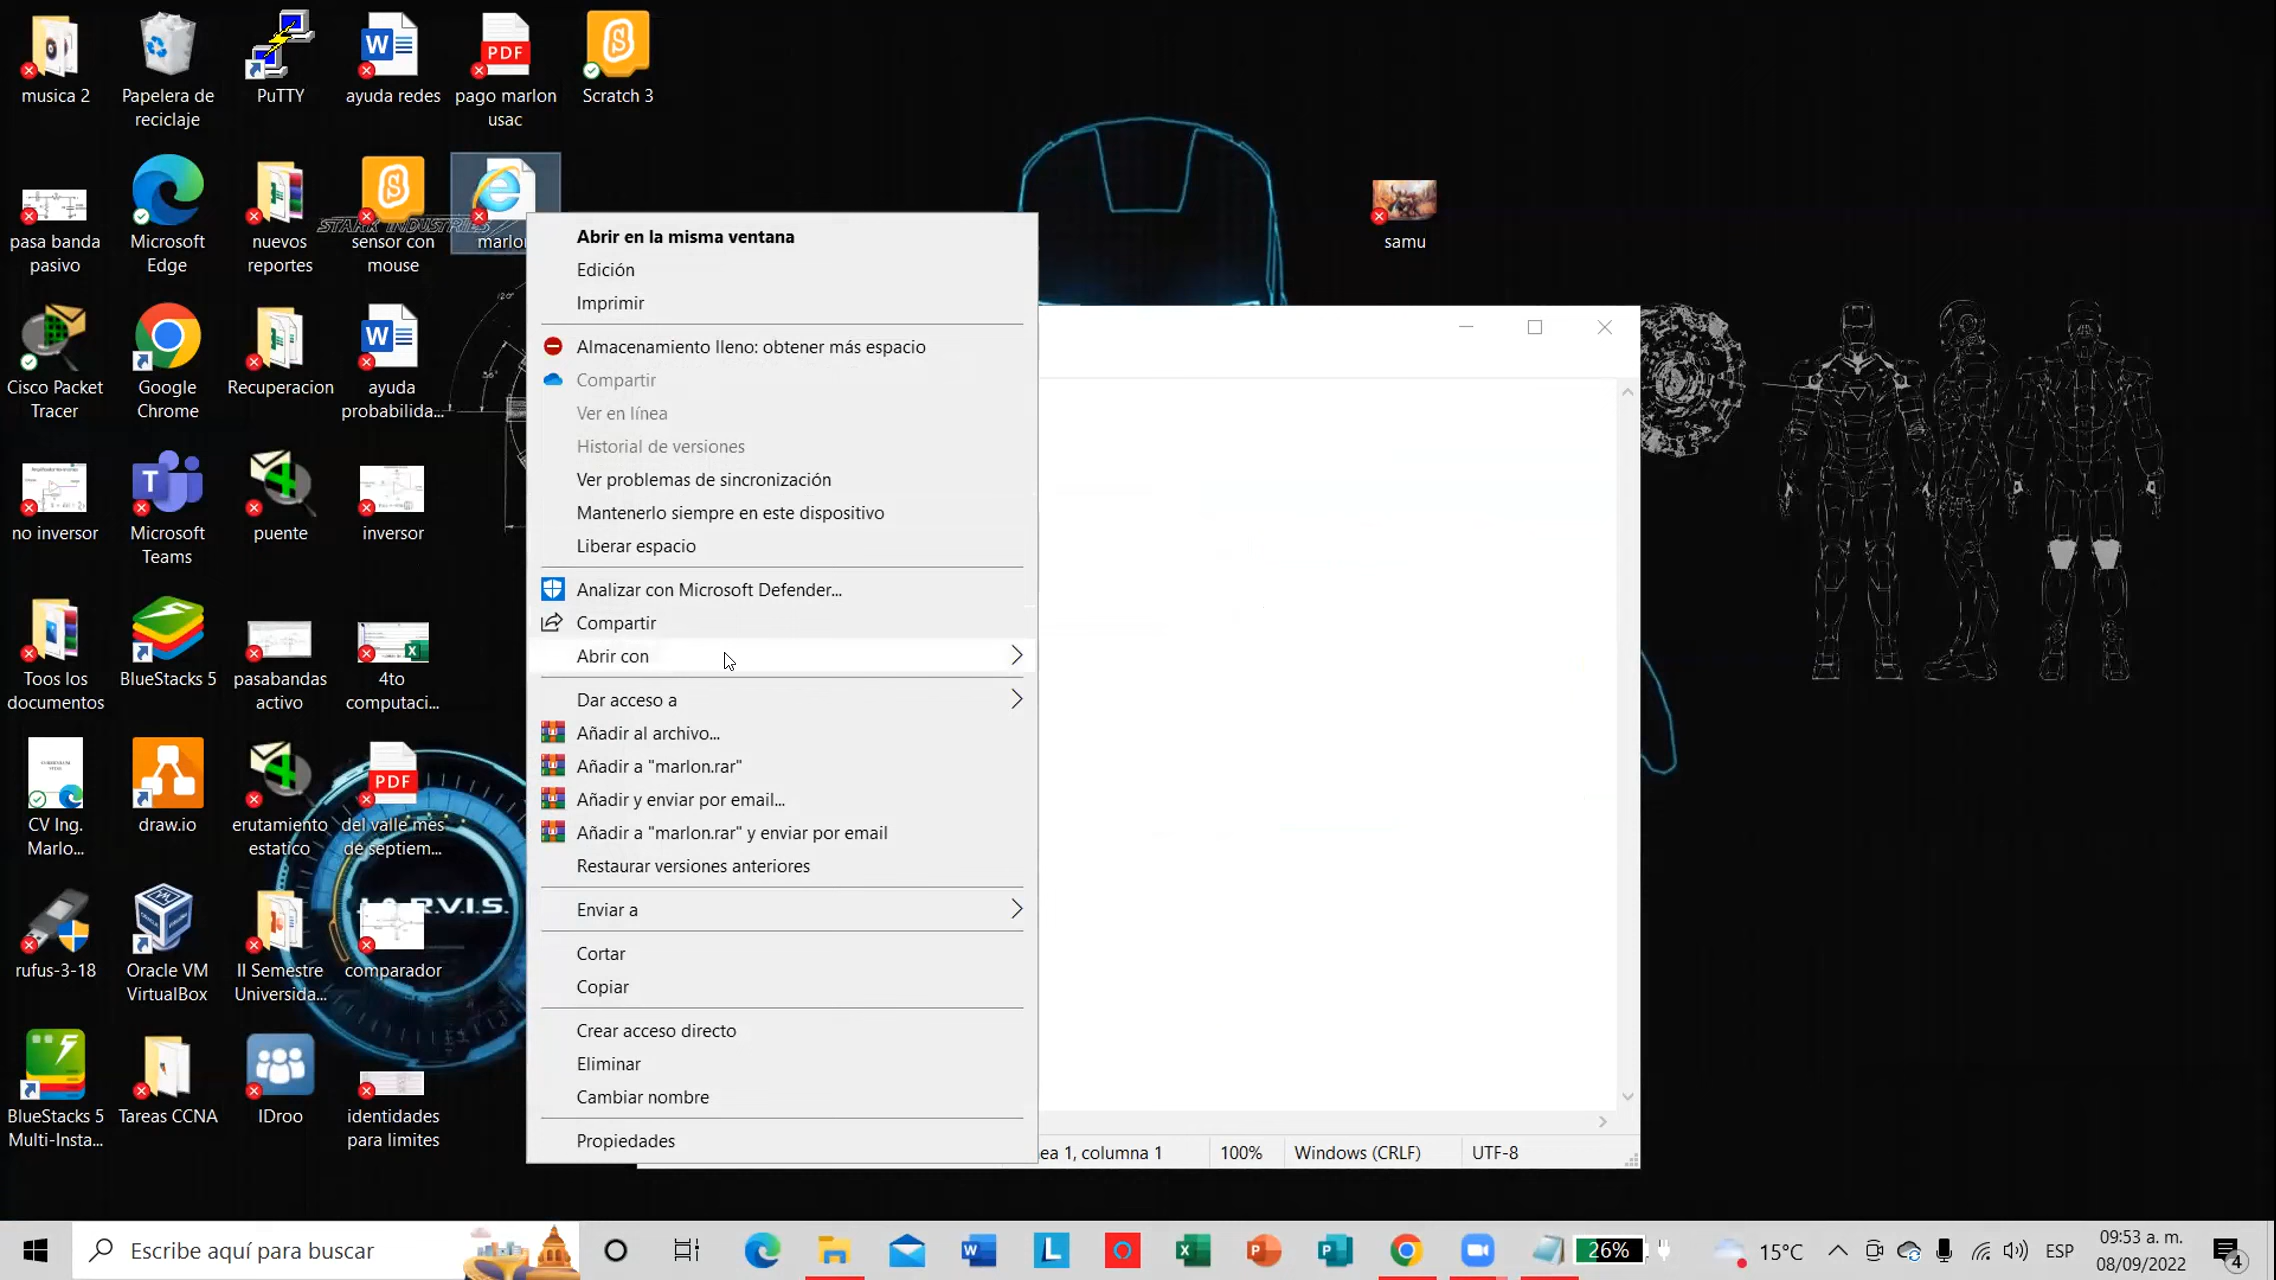 musica 2
Papelera de
reciclaje
PuTTY
ayuda redes
PDF
pago marlon
usac
Scratch 3
pasa banda
pasivo
Microsoft
Edge
nuevos
reportes
STARK INDUSTRIES
sensor con
mouse
marlon
samu
Cisco Packet
Tracer
Google
Chrome
Recuperacion
ayuda
probabilida...
no inversor
Microsoft
Teams
puente
inversor
Toos los
documentos
BlueStacks 5
pasabandas
activo
4to
computaci...
CV Ing.
Marlo...
draw.io
erutamiento
estatico
PDF
del valle mes
de septiem...
rufus-3-18
Oracle VM
VirtualBox
II Semestre
Universida...
comparador
J.A.R.V.I.S.
BlueStacks 5
Multi-Insta...
Tareas CCNA
IDroo
identidades
para limites
Abrir en la misma ventana
Edición
Imprimir
Almacenamiento lleno: obtener más espacio
Compartir
Ver en línea
Historial de versiones
Ver problemas de sincronización
Mantenerlo siempre en este dispositivo
Liberar espacio
Analizar con Microsoft Defender...
Compartir
Abrir con
Dar acceso a
Añadir al archivo...
Añadir a "marlon.rar"
Añadir y enviar por email...
Añadir a "marlon.rar" y enviar por email
Restaurar versiones anteriores
Enviar a
Cortar
Copiar
Crear acceso directo
Eliminar
Cambiar nombre
Propiedades
ea 1, columna 1
100%
Windows (CRLF)
UTF-8
Escribe aquí para buscar
26%
15°C
ESP
09:53 a. m.
08/09/2022
4